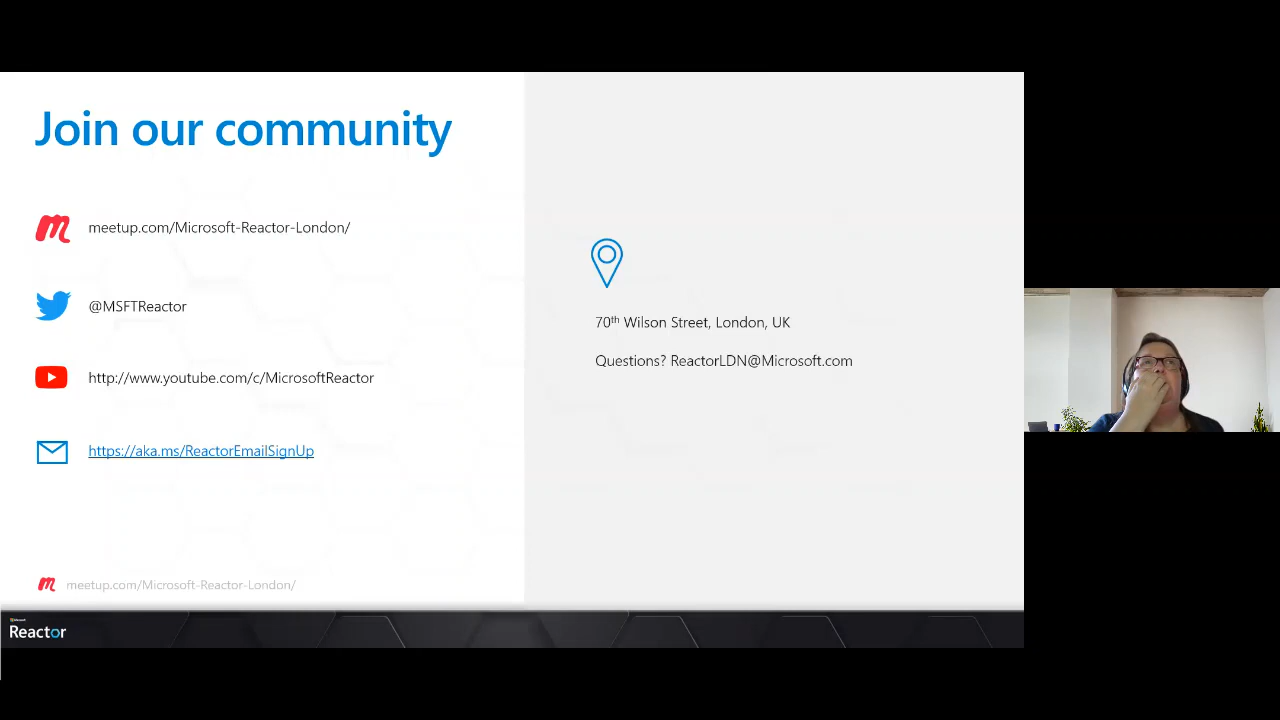 Join our community
meetup.com/Microsoft-Reactor-London/
@MSFTReactor
http://www.youtube.com/c/MicrosoftReactor
https://aka.ms/ReactorEmailSignUp
70th Wilson Street, London, UK
Questions? ReactorLDN@Microsoft.com
meetup.com/Microsoft-Reactor-London/
Microsoft
Reactor